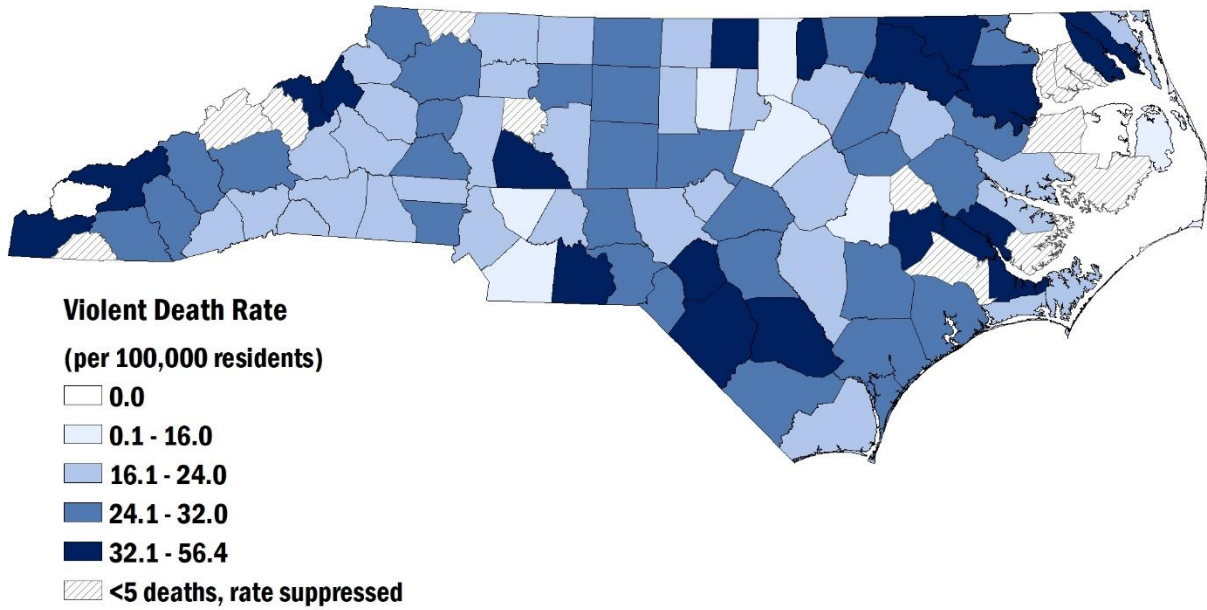 Violent Death Rate
(per 100,000 residents)
0.0
0.1 - 16.0
16.1 - 24.0
24.1 - 32.0
32.1 - 56.4
<5 deaths, rate suppressed